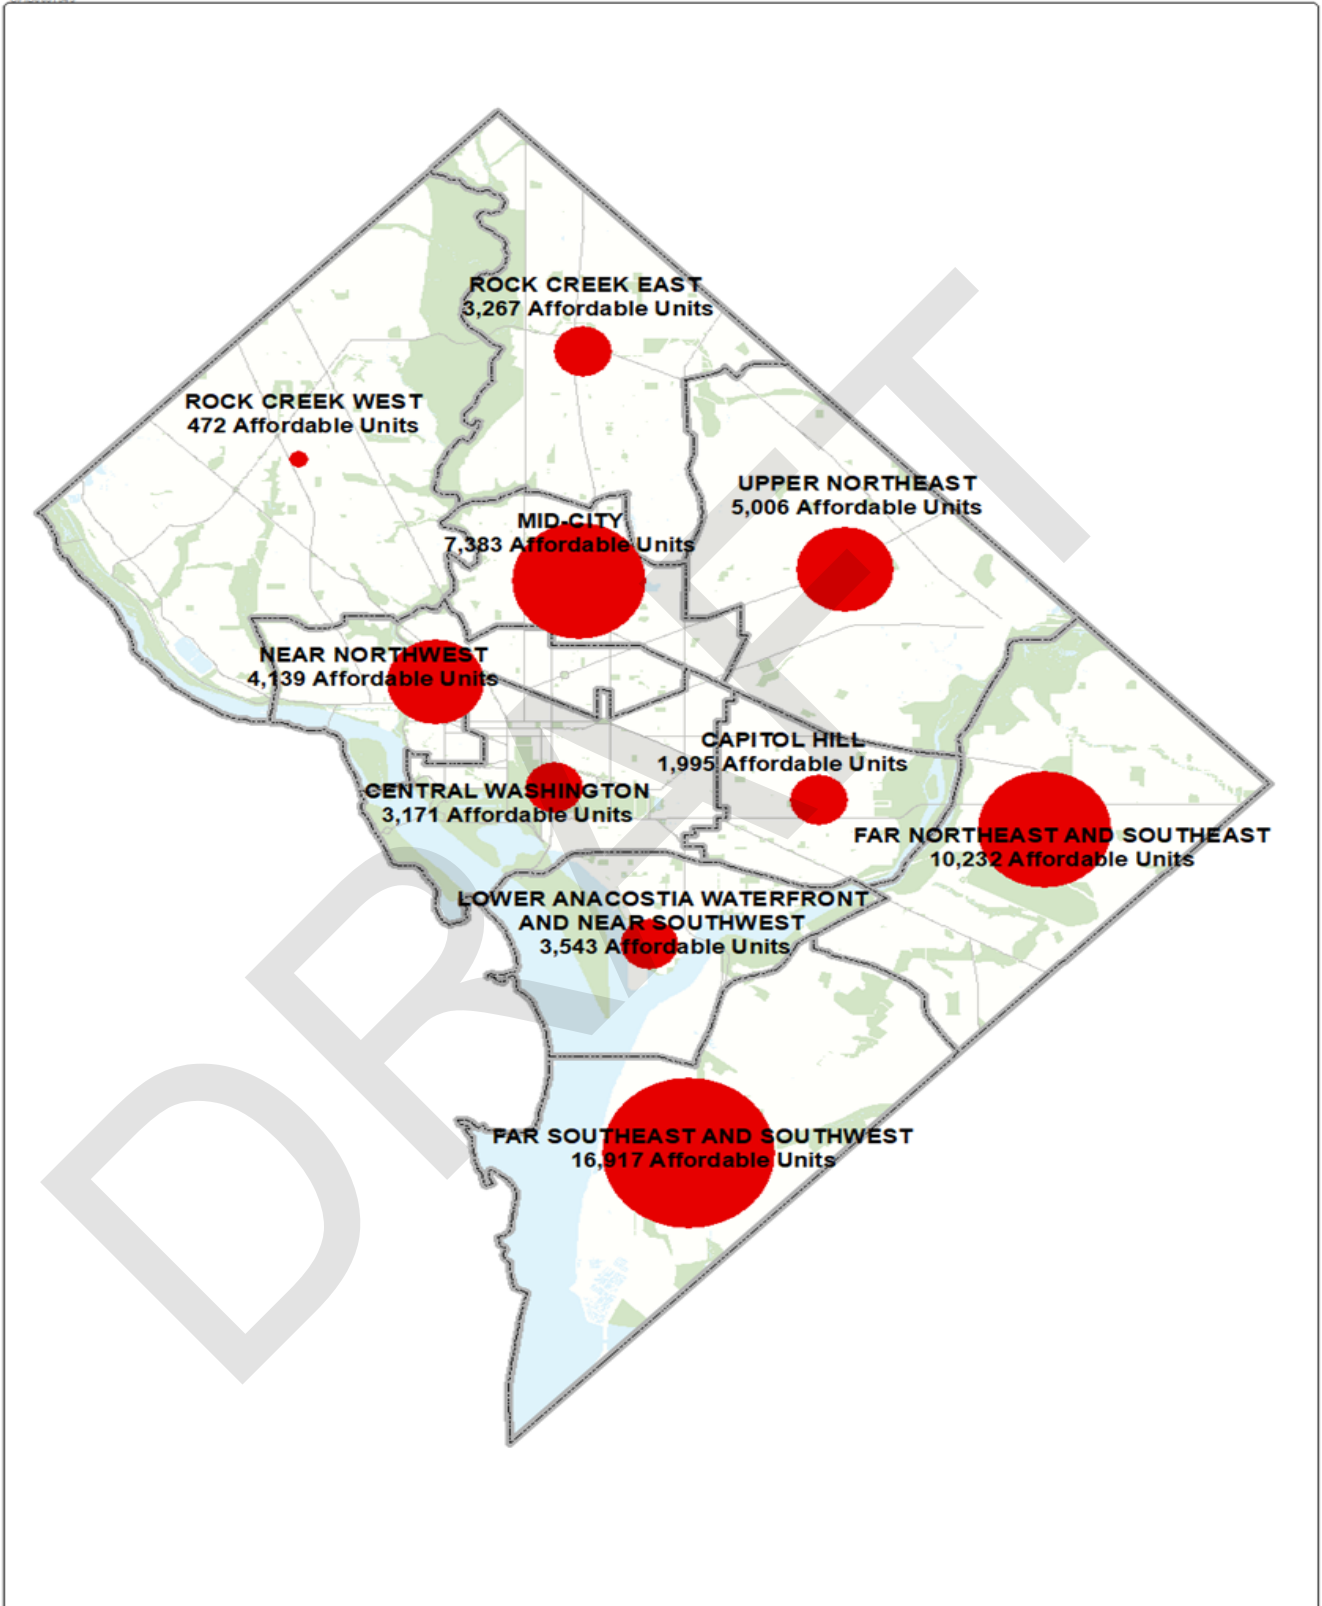 ROCK CREEK EAST
3,267 Affordable Units
ROCK CREEK WEST
472 Affordable Units
UPPER NORTHEAST
5,006 Affordable Units
MID-CITY
7,383 Affordable Units
NEAR NORTHWEST
4,139 Affordable Units
CAPITOL HILL
1,995 Affordable Units
CENTRAL WASHINGTON
3,171 Affordable Units
FAR NORTHEAST AND SOUTHEAST
10,232 Affordable Units
LOWER ANACOSTIA WATERFRONT
AND NEAR SOUTHWEST
3,543 Affordable Units
FAR SOUTHEAST AND SOUTHWEST
16,917 Affordable Units
DRAFT